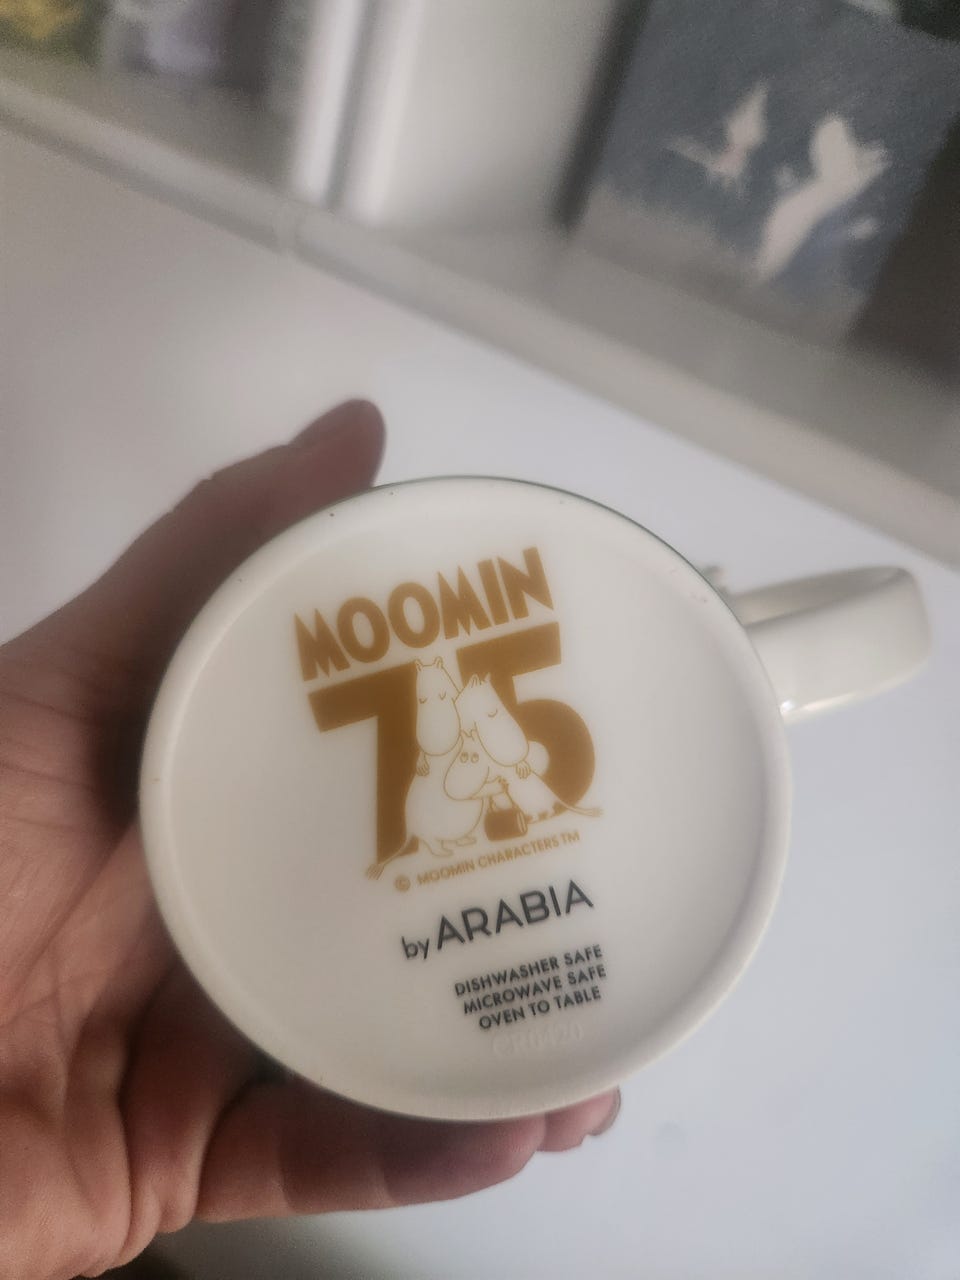 MOOMIN
75
© MOOMIN CHARACTERS TM
by ARABIA
DISHWASHER SAFE
MICROWAVE SAFE
OVEN TO TABLE